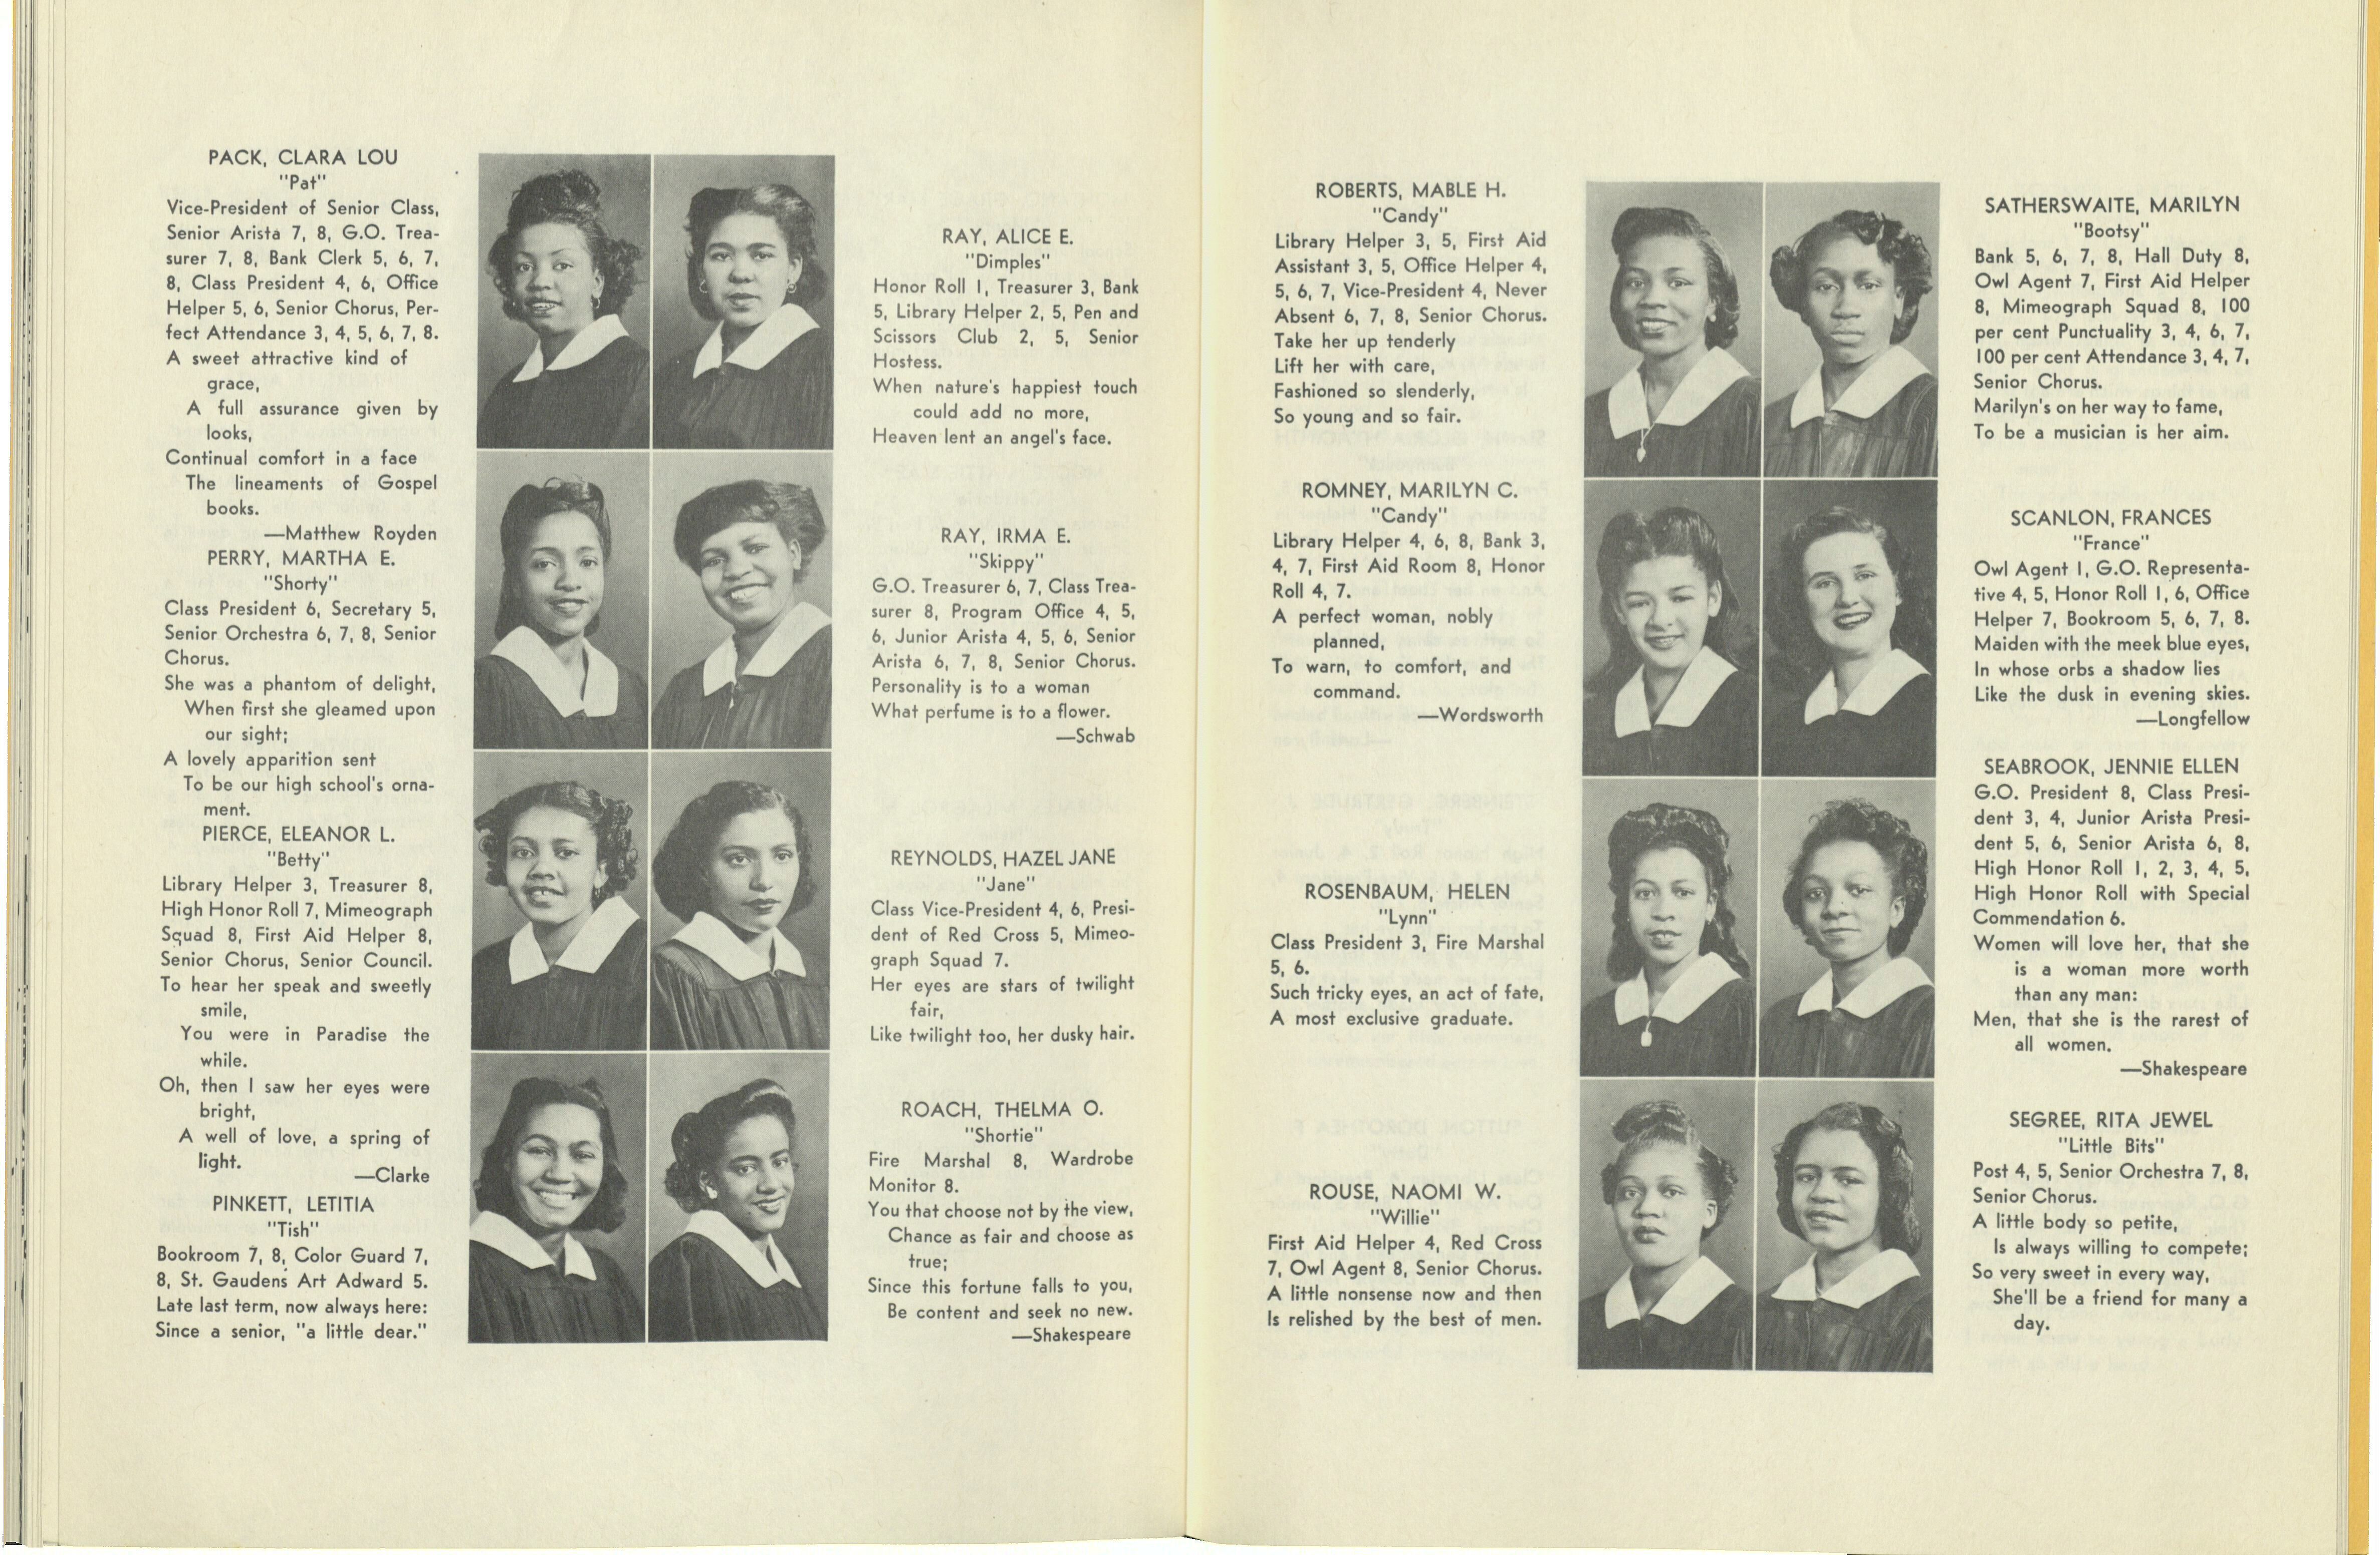 PACK, CLARA LOU
"Pat"
Vice-President of Senior Class,
Senior Arista 7, 8, G.O. Trea-
surer 7, 8, Bank Clerk 5, 6, 7,
8, Class President 4, 6, Office
Helper 5, 6, Senior Chorus, Per-
fect Attendance 3, 4, 5, 6, 7, 8.
A sweet attractive kind of
grace,
A full assurance given by
looks,
Continual comfort in a face
The lineaments of Gospel
books.
—Matthew Royden
PERRY, MARTHA E.
"Shorty"
Class President 6, Secretary 5,
Senior Orchestra 6, 7, 8, Senior
Chorus.
She was a phantom of delight,
When first she gleamed upon
our sight;
A lovely apparition sent
To be our high school's orna-
ment.
PIERCE, ELEANOR L.
"Betty"
Library Helper 3, Treasurer 8,
High Honor Roll 7, Mimeograph
Squad 8, First Aid Helper 8,
Senior Chorus, Senior Council.
To hear her speak and sweetly
smile,
You were in Paradise the
while.
Oh, then I saw her eyes were
bright,
A well of love, a spring of
light.
—Clarke
PINKETT, LETITIA
"Tish"
Bookroom 7, 8, Color Guard 7,
8, St. Gaudens Art Adward 5.
Late last term, now always here:
Since a senior, "a little dear."
RAY, ALICE E.
"Dimples"
Honor Roll 1, Treasurer 3, Bank
5, Library Helper 2, 5, Pen and
Scissors Club 2, 5, Senior
Hostess.
When nature's happiest touch
could add no more,
Heaven lent an angel's face.
RAY, IRMA E.
"Skippy"
G.O. Treasurer 6, 7, Class Trea-
surer 8, Program Office 4, 5,
6, Junior Arista 4, 5, 6, Senior
Arista 6, 7, 8, Senior Chorus.
Personality is to a woman
What perfume is to a flower.
—Schwab
REYNOLDS, HAZEL JANE
"Jane"
Class Vice-President 4, 6, Presi-
dent of Red Cross 5, Mimeo-
graph Squad 7.
Her eyes are stars of twilight
fair,
Like twilight too, her dusky hair.
ROACH, THELMA O.
"Shortie"
Fire Marshal 8, Wardrobe
Monitor 8.
You that choose not by the view,
Chance as fair and choose as
true;
Since this fortune falls to you,
Be content and seek no new.
—Shakespeare
ROBERTS, MABLE H.
"Candy"
Library Helper 3, 5, First Aid
Assistant 3, 5, Office Helper 4,
5, 6, 7, Vice-President 4, Never
Absent 6, 7, 8, Senior Chorus.
Take her up tenderly
Lift her with care,
Fashioned so slenderly,
So young and so fair.
ROMNEY, MARILYN C.
"Candy"
Library Helper 4, 6, 8, Bank 3,
4, 7, First Aid Room 8, Honor
Roll 4, 7.
A perfect woman, nobly
planned,
To warn, to comfort, and
command.
—Wordsworth
ROSENBAUM, HELEN
"Lynn"
Class President 3, Fire Marshal
5, 6.
Such tricky eyes, an act of fate,
A most exclusive graduate.
ROUSE, NAOMI W.
"Willie"
First Aid Helper 4, Red Cross
7, Owl Agent 8, Senior Chorus.
A little nonsense now and then
Is relished by the best of men.
SATHERSWAITE, MARILYN
"Bootsy"
Bank 5, 6, 7, 8, Hall Duty 8,
Owl Agent 7, First Aid Helper
8, Mimeograph Squad 8, 100
per cent Punctuality 3, 4, 6, 7,
100 per cent Attendance 3, 4, 7,
Senior Chorus.
Marilyn's on her way to fame,
To be a musician is her aim.
SCANLON, FRANCES
"France"
Owl Agent 1, G.O. Representa-
tive 4, 5, Honor Roll 1, 6, Office
Helper 7, Bookroom 5, 6, 7, 8.
Maiden with the meek blue eyes,
In whose orbs a shadow lies
Like the dusk in evening skies.
—Longfellow
SEABROOK, JENNIE ELLEN
G.O. President 8, Class Presi-
dent 3, 4, Junior Arista Presi-
dent 5, 6, Senior Arista 6, 8,
High Honor Roll 1, 2, 3, 4, 5,
High Honor Roll with Special
Commendation 6.
Women will love her, that she
is a woman more worth
than any man:
Men, that she is the rarest of
all women.
—Shakespeare
SEGREE, RITA JEWEL
"Little Bits"
Post 4, 5, Senior Orchestra 7, 8,
Senior Chorus.
A little body so petite,
Is always willing to compete;
So very sweet in every way,
She'll be a friend for many a
day.